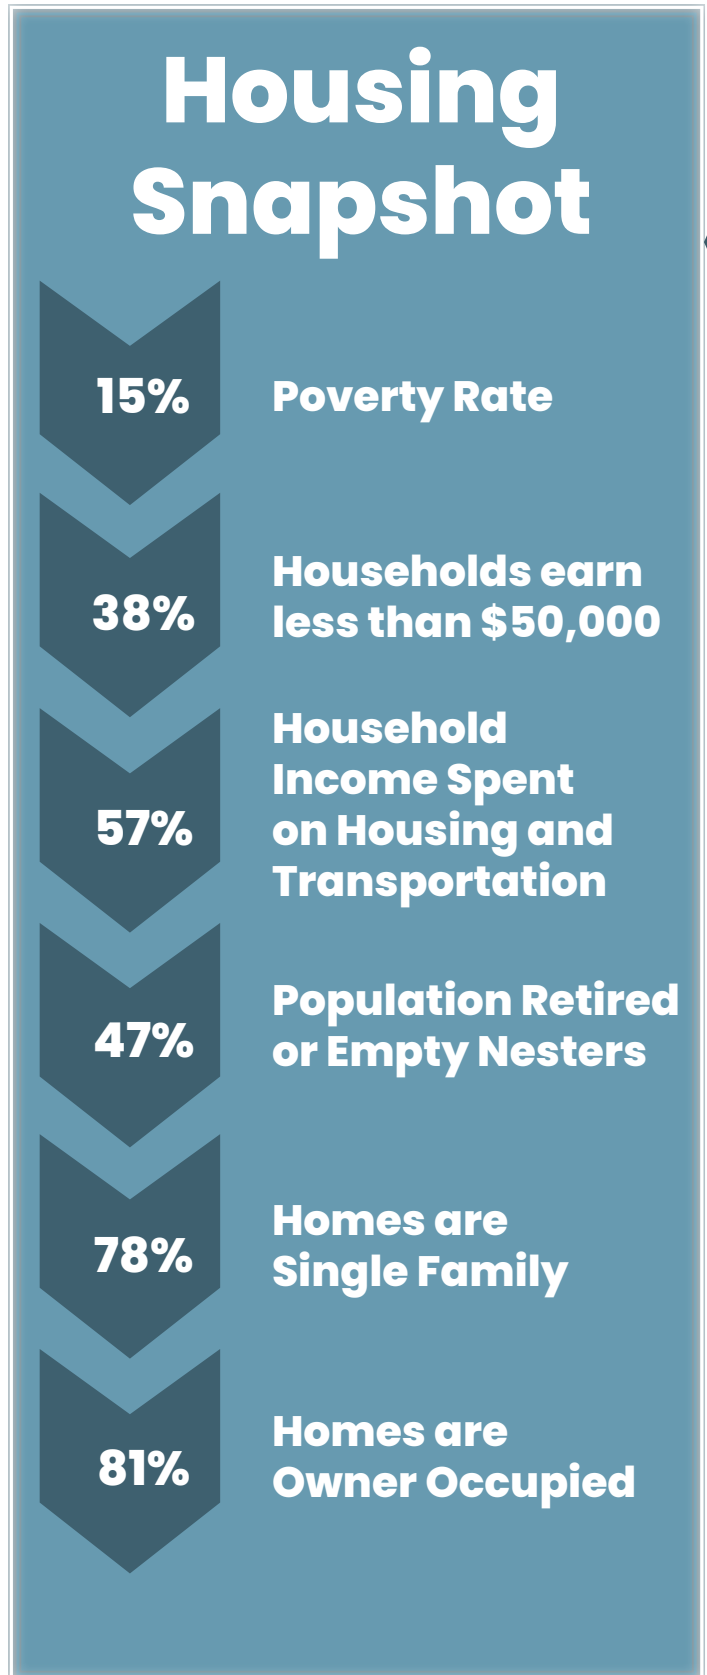 Housing
Snapshot
15%
Poverty Rate
38%
Households earn
less than $50,000
57%
Household
Income Spent
on Housing and
Transportation
47%
Population Retired
or Empty Nesters
78%
Homes are
Single Family
81%
Homes are
Owner Occupied